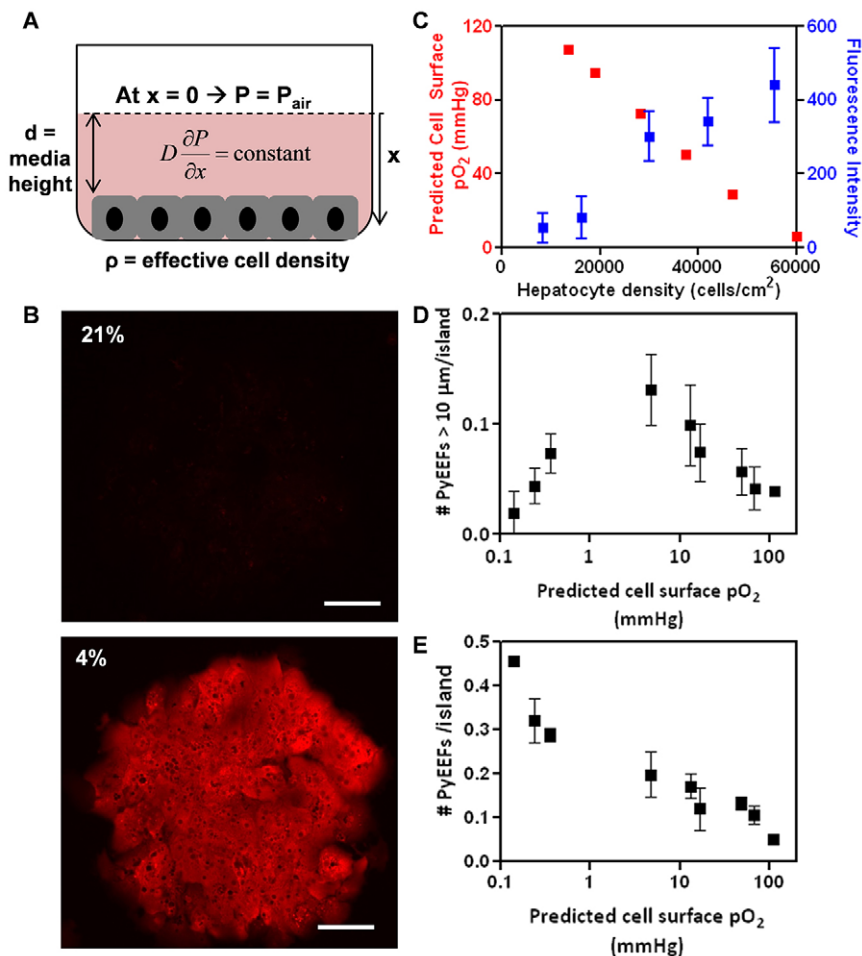 A
At x = 0 → P = Pair
d =
media
height
D ∂P/∂x = constant
x
ρ = effective cell density
B
21%
4%
C
Predicted Cell Surface
pO2 (mmHg)
120
80
40
0
600
400
200
0
Fluorescence Intensity
0 20000 40000 60000
Hepatocyte density (cells/cm²)
D
# PyEEFs > 10 μm/island
0.2
0.1
0.0
0.1 1 10 100
Predicted cell surface pO2
(mmHg)
E
# PyEEFs /island
0.5
0.4
0.3
0.2
0.1
0.0
0.1 1 10 100
Predicted cell surface pO2
(mmHg)